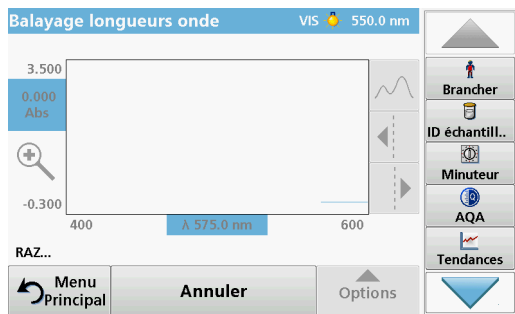 Balayage longueurs onde VIS 550.0 nm
3.500
0.000
Abs
-0.300
400 λ 575.0 nm 600
RAZ...
Menu
Principal
Annuler
Options
Brancher
ID échantill..
Minuteur
AQA
Tendances